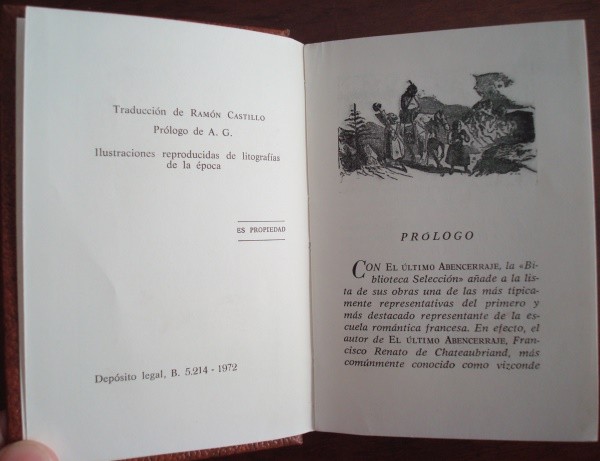 Traducción de RAMÓN CASTILLO
Prólogo de A. G.
Ilustraciones reproducidas de litografías
de la época
ES PROPIEDAD
Depósito legal, B. 5.214 - 1972
PRÓLOGO
CON EL ÚLTIMO ABENCERRAJE, la «Bi-
blioteca Selección» añade a la lis-
ta de sus obras una de las más típica-
mente representativas del primero y
más destacado representante de la es-
cuela romántica francesa. En efecto, el
autor de EL ÚLTIMO ABENCERRAJE, Fran-
cisco Renato de Chateaubriand, más
comúnmente conocido como vizconde